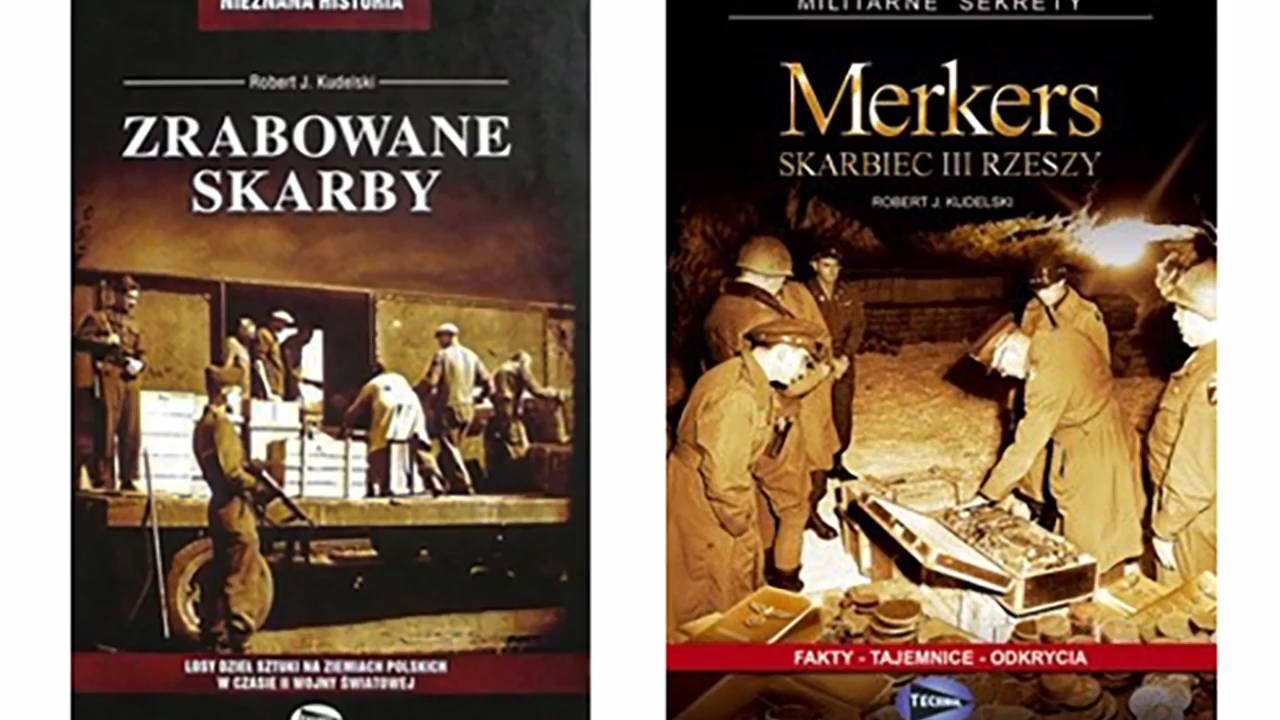 NIEZNANA HISTORIA
Robert J. Kudelski
ZRABOWANE
SKARBY
LOSY DZIEŁ SZTUKI NA ZIEMIACH POLSKICH
W CZASIE II WOJNY ŚWIATOWEJ
MILITARNE SEKRETY
Merkers
SKARBIEC III RZESZY
ROBERT J. KUDELSKI
FAKTY - TAJEMNICE - ODKRYCIA
TECHNIK